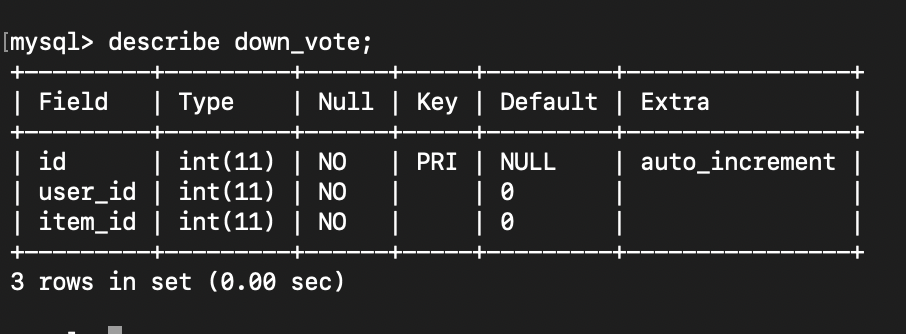 [mysql> describe down_vote;
+---------+---------+------+-----+---------+----------------+
| Field   | Type    | Null | Key | Default | Extra          |
+---------+---------+------+-----+---------+----------------+
| id      | int(11) | NO   | PRI | NULL    | auto_increment |
| user_id | int(11) | NO   |     | 0       |                |
| item_id | int(11) | NO   |     | 0       |                |
+---------+---------+------+-----+---------+----------------+
3 rows in set (0.00 sec)